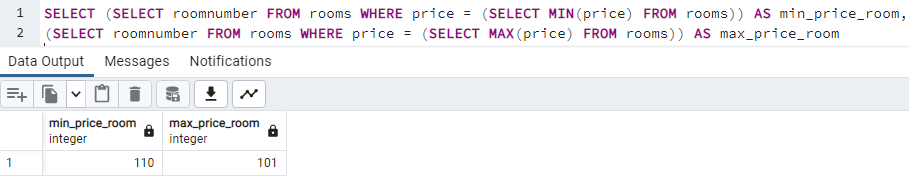 1 SELECT (SELECT roomnumber FROM rooms WHERE price = (SELECT MIN(price) FROM rooms)) AS min_price_room,
2 (SELECT roomnumber FROM rooms WHERE price = (SELECT MAX(price) FROM rooms)) AS max_price_room
Data Output Messages Notifications
min_price_room max_price_room
integer integer
1 110 101